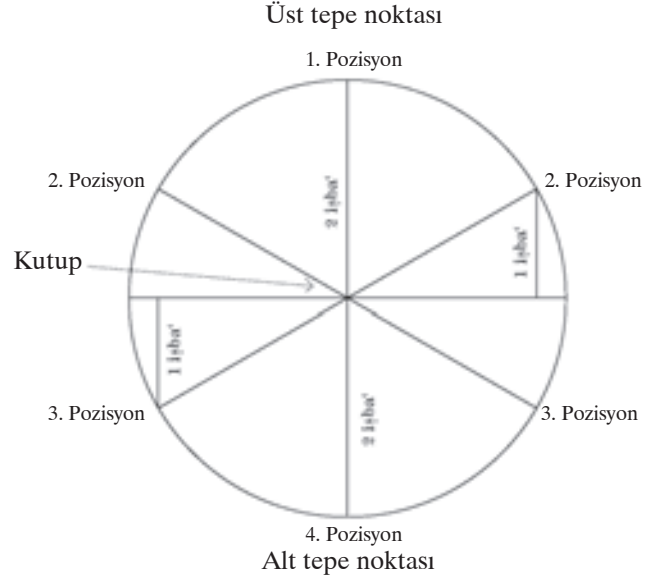 Üst tepe noktası
1. Pozisyon
2. Pozisyon
2. Pozisyon
2 işba'
1 işba'
Kutup
1 işba'
2 işba'
3. Pozisyon
3. Pozisyon
4. Pozisyon
Alt tepe noktası